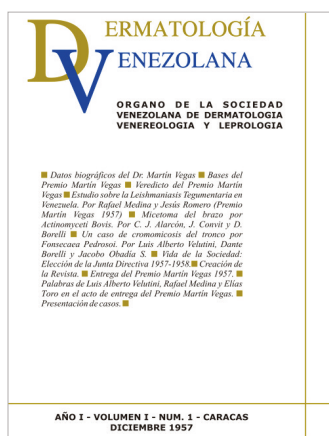 DERMATOLOGÍA
VENEZOLANA
ORGANO DE LA SOCIEDAD
VENEZOLANA DE DERMATOLOGIA
VENEREOLOGIA Y LEPROLOGIA
■ Datos biográficos del Dr. Martín Vegas ■ Bases del
Premio Martín Vegas ■ Veredicto del Premio Martín
Vegas ■ Estudio sobre la Leishmaniasis Tegumentaria en
Venezuela. Por Rafael Medina y Jesús Romero (Premio
Martín Vegas 1957) ■ Micetoma del brazo por
Actinomyceti Bovis. Por C. J. Alarcón, J. Convit y D.
Borelli ■ Un caso de cromomicosis del tronco por
Fonsecaea Pedrosoi. Por Luis Alberto Velutini, Dante
Borelli y Jacobo Obadía S. ■ Vida de la Sociedad:
Elección de la Junta Directiva 1957-1958.■ Creación de
la Revista. ■ Entrega del Premio Martín Vegas 1957. ■
Palabras de Luis Alberto Velutini, Rafael Medina y Elías
Toro en el acto de entrega del Premio Martín Vegas. ■
Presentación de casos. ■
AÑO I - VOLUMEN I - NUM. 1 - CARACAS
DICIEMBRE 1957